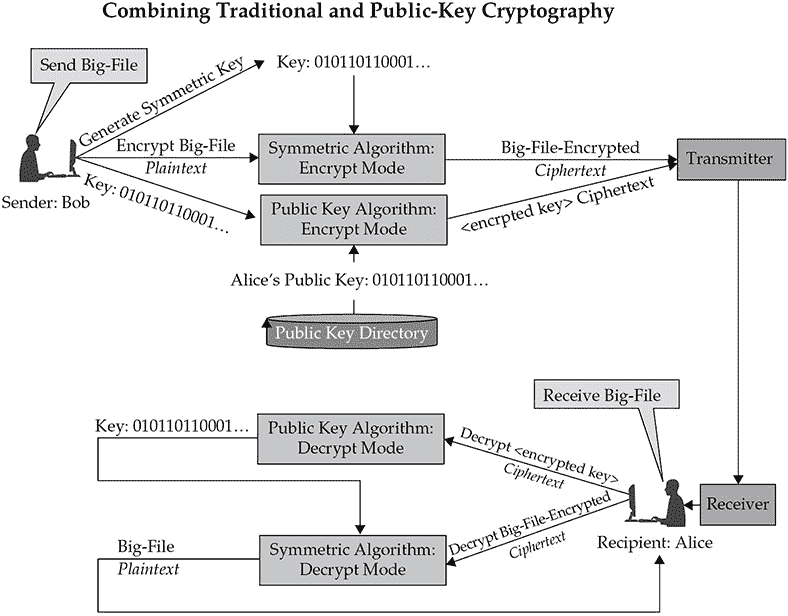 Combining Traditional and Public-Key Cryptography
Send Big-File
Generate Symmetric Key
Key: 010110110001...
Encrypt Big-File
Plaintext
Symmetric Algorithm:
Encrypt Mode
Big-File-Encrypted
Ciphertext
Transmitter
Sender: Bob
Key: 010110110001...
Public Key Algorithm:
Encrypt Mode
<encrpted key> Ciphertext
Alice's Public Key: 010110110001...
Public Key Directory
Receive Big-File
Key: 010110110001...
Public Key Algorithm:
Decrypt Mode
Decrypt <encrypted key>
Ciphertext
Receiver
Recipient: Alice
Decrypt Big-File-Encrypted
Ciphertext
Big-File
Plaintext
Symmetric Algorithm:
Decrypt Mode